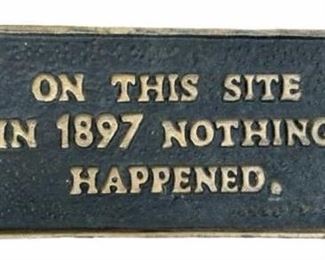 ON THIS SITE
IN 1897 NOTHING
HAPPENED.